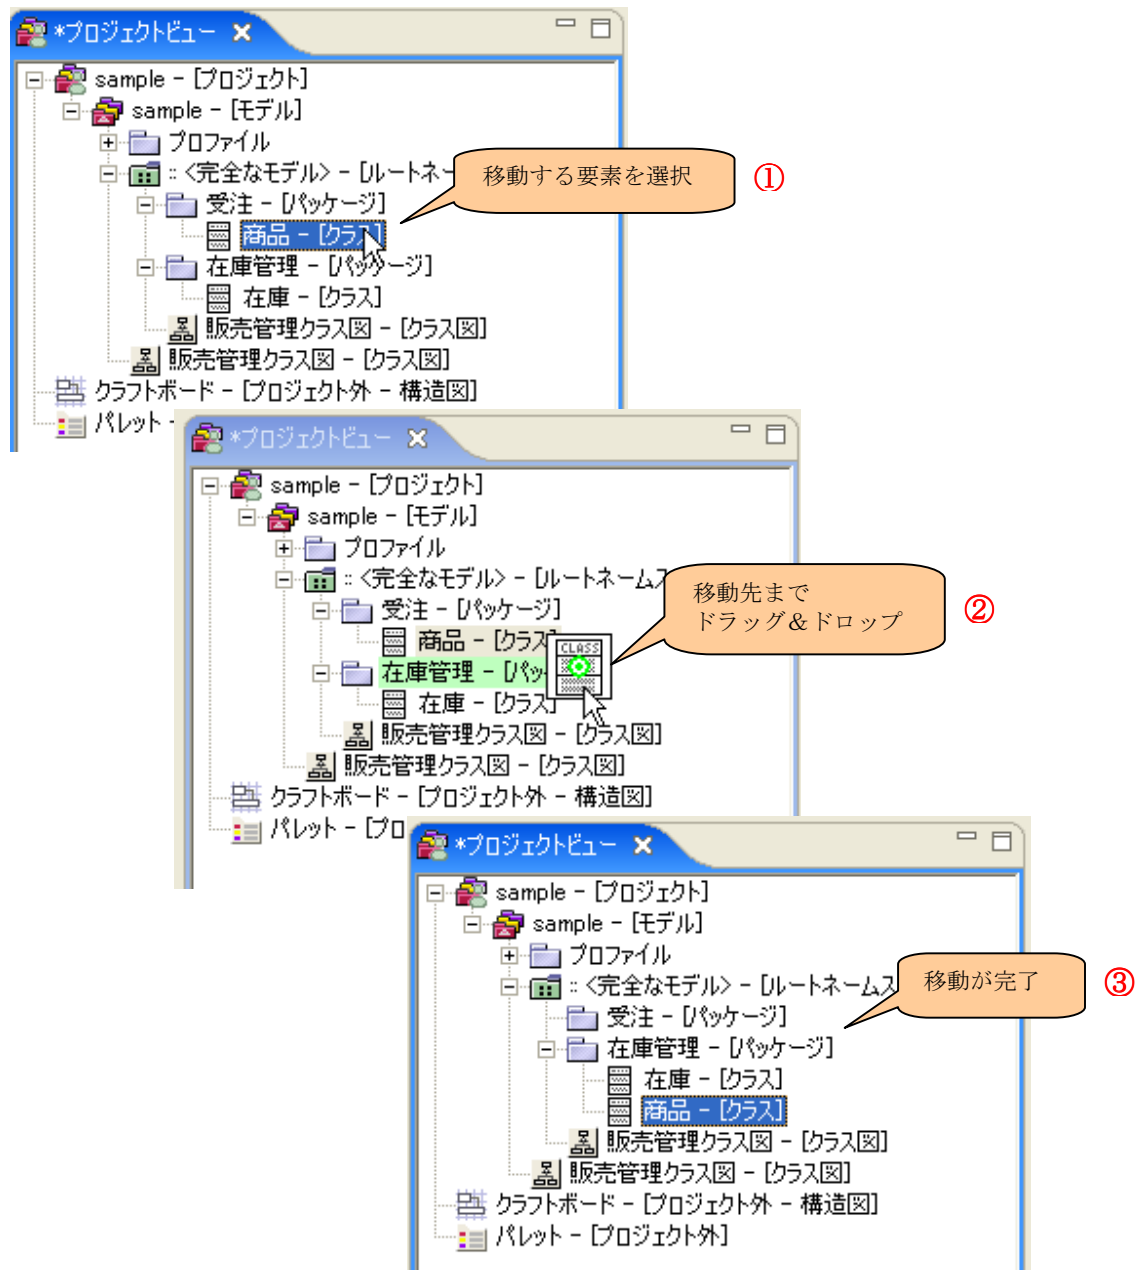 *プロジェクトビュー
sample - [プロジェクト]
sample - [モデル]
プロファイル
:: <完全なモデル> - [ルートネー
移動する要素を選択
①
受注 - [パッケージ]
商品 - [クラス]
在庫管理 - [パッケージ]
在庫 - [クラス]
販売管理クラス図 - [クラス図]
販売管理クラス図 - [クラス図]
クラフトボード - [プロジェクト外 - 構造図]
パレット -
*プロジェクトビュー
sample - [プロジェクト]
sample - [モデル]
プロファイル
:: <完全なモデル> - [ルートネームス
移動先まで
ドラッグ＆ドロップ
②
受注 - [パッケージ]
商品 - [クラス]
CLASS
在庫管理 - [パッ
在庫 - [クラス]
販売管理クラス図 - [クラス図]
販売管理クラス図 - [クラス図]
クラフトボード - [プロジェクト外 - 構造図]
パレット - [プロ
*プロジェクトビュー
sample - [プロジェクト]
sample - [モデル]
プロファイル
:: <完全なモデル> - [ルートネームス
移動が完了
③
受注 - [パッケージ]
在庫管理 - [パッケージ]
在庫 - [クラス]
商品 - [クラス]
販売管理クラス図 - [クラス図]
販売管理クラス図 - [クラス図]
クラフトボード - [プロジェクト外 - 構造図]
パレット - [プロジェクト外]